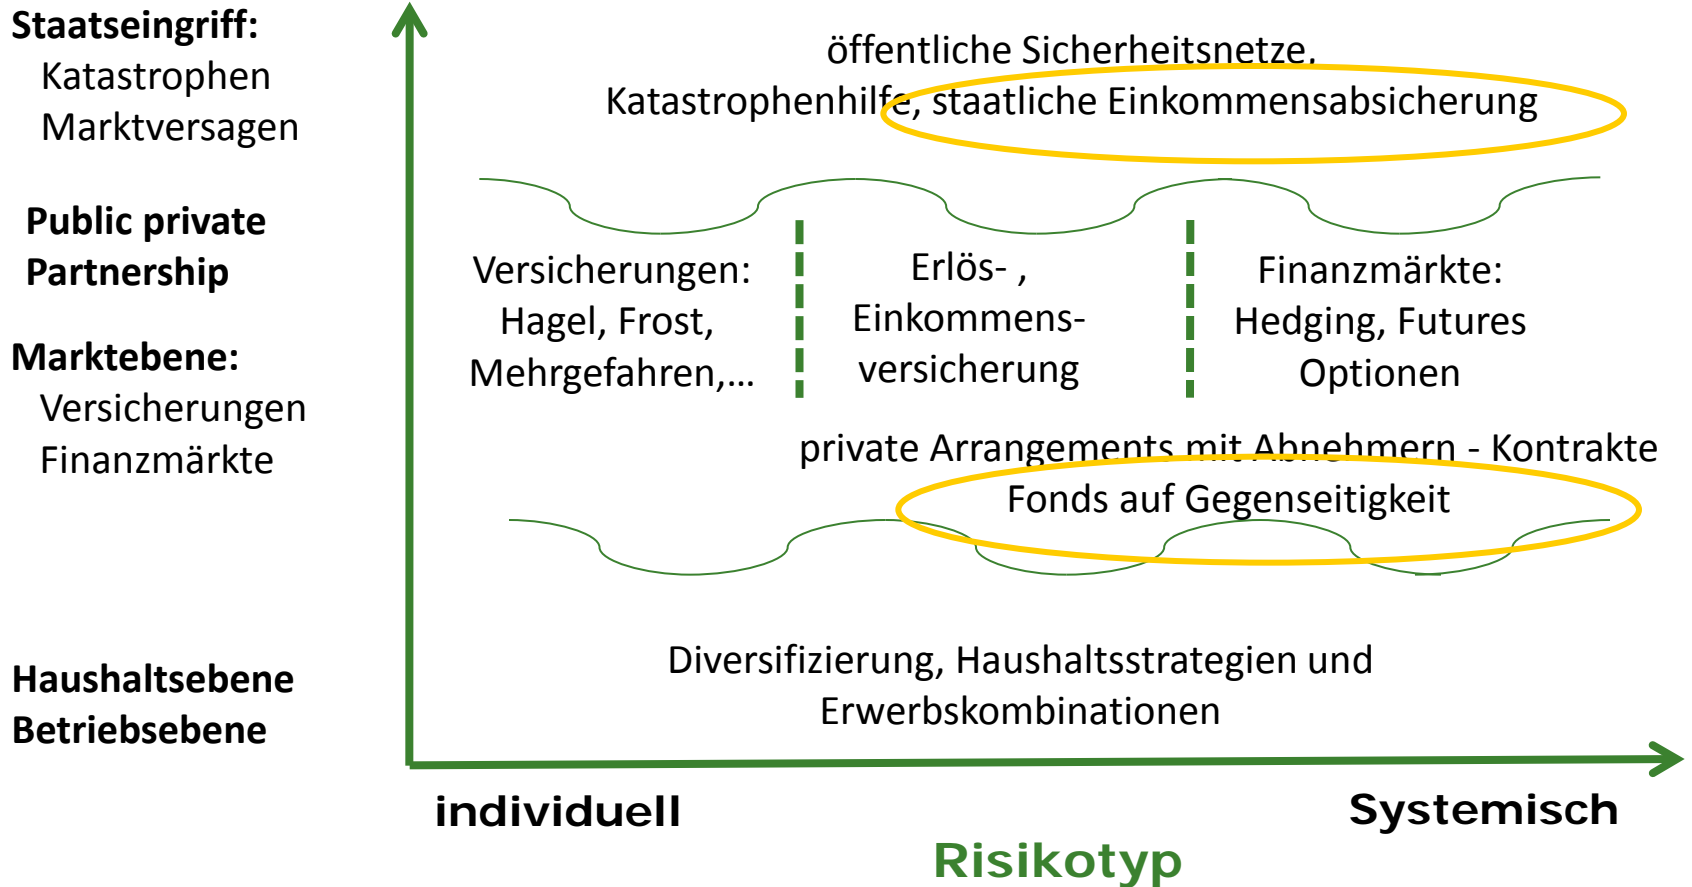 Staatseingriff:
Katastrophen
Marktversagen
Public private
Partnership
Marktebene:
Versicherungen
Finanzmärkte
Haushaltsebene
Betriebsebene
öffentliche Sicherheitsnetze,
Katastrophenhilfe, staatliche Einkommensabsicherung
Versicherungen:
Hagel, Frost,
Mehrgefahren,...
Erlös- ,
Einkommens-
versicherung
Finanzmärkte:
Hedging, Futures
Optionen
private Arrangements mit Abnehmern - Kontrakte
Fonds auf Gegenseitigkeit
Diversifizierung, Haushaltsstrategien und
Erwerbskombinationen
individuell
Systemisch
Risikotyp